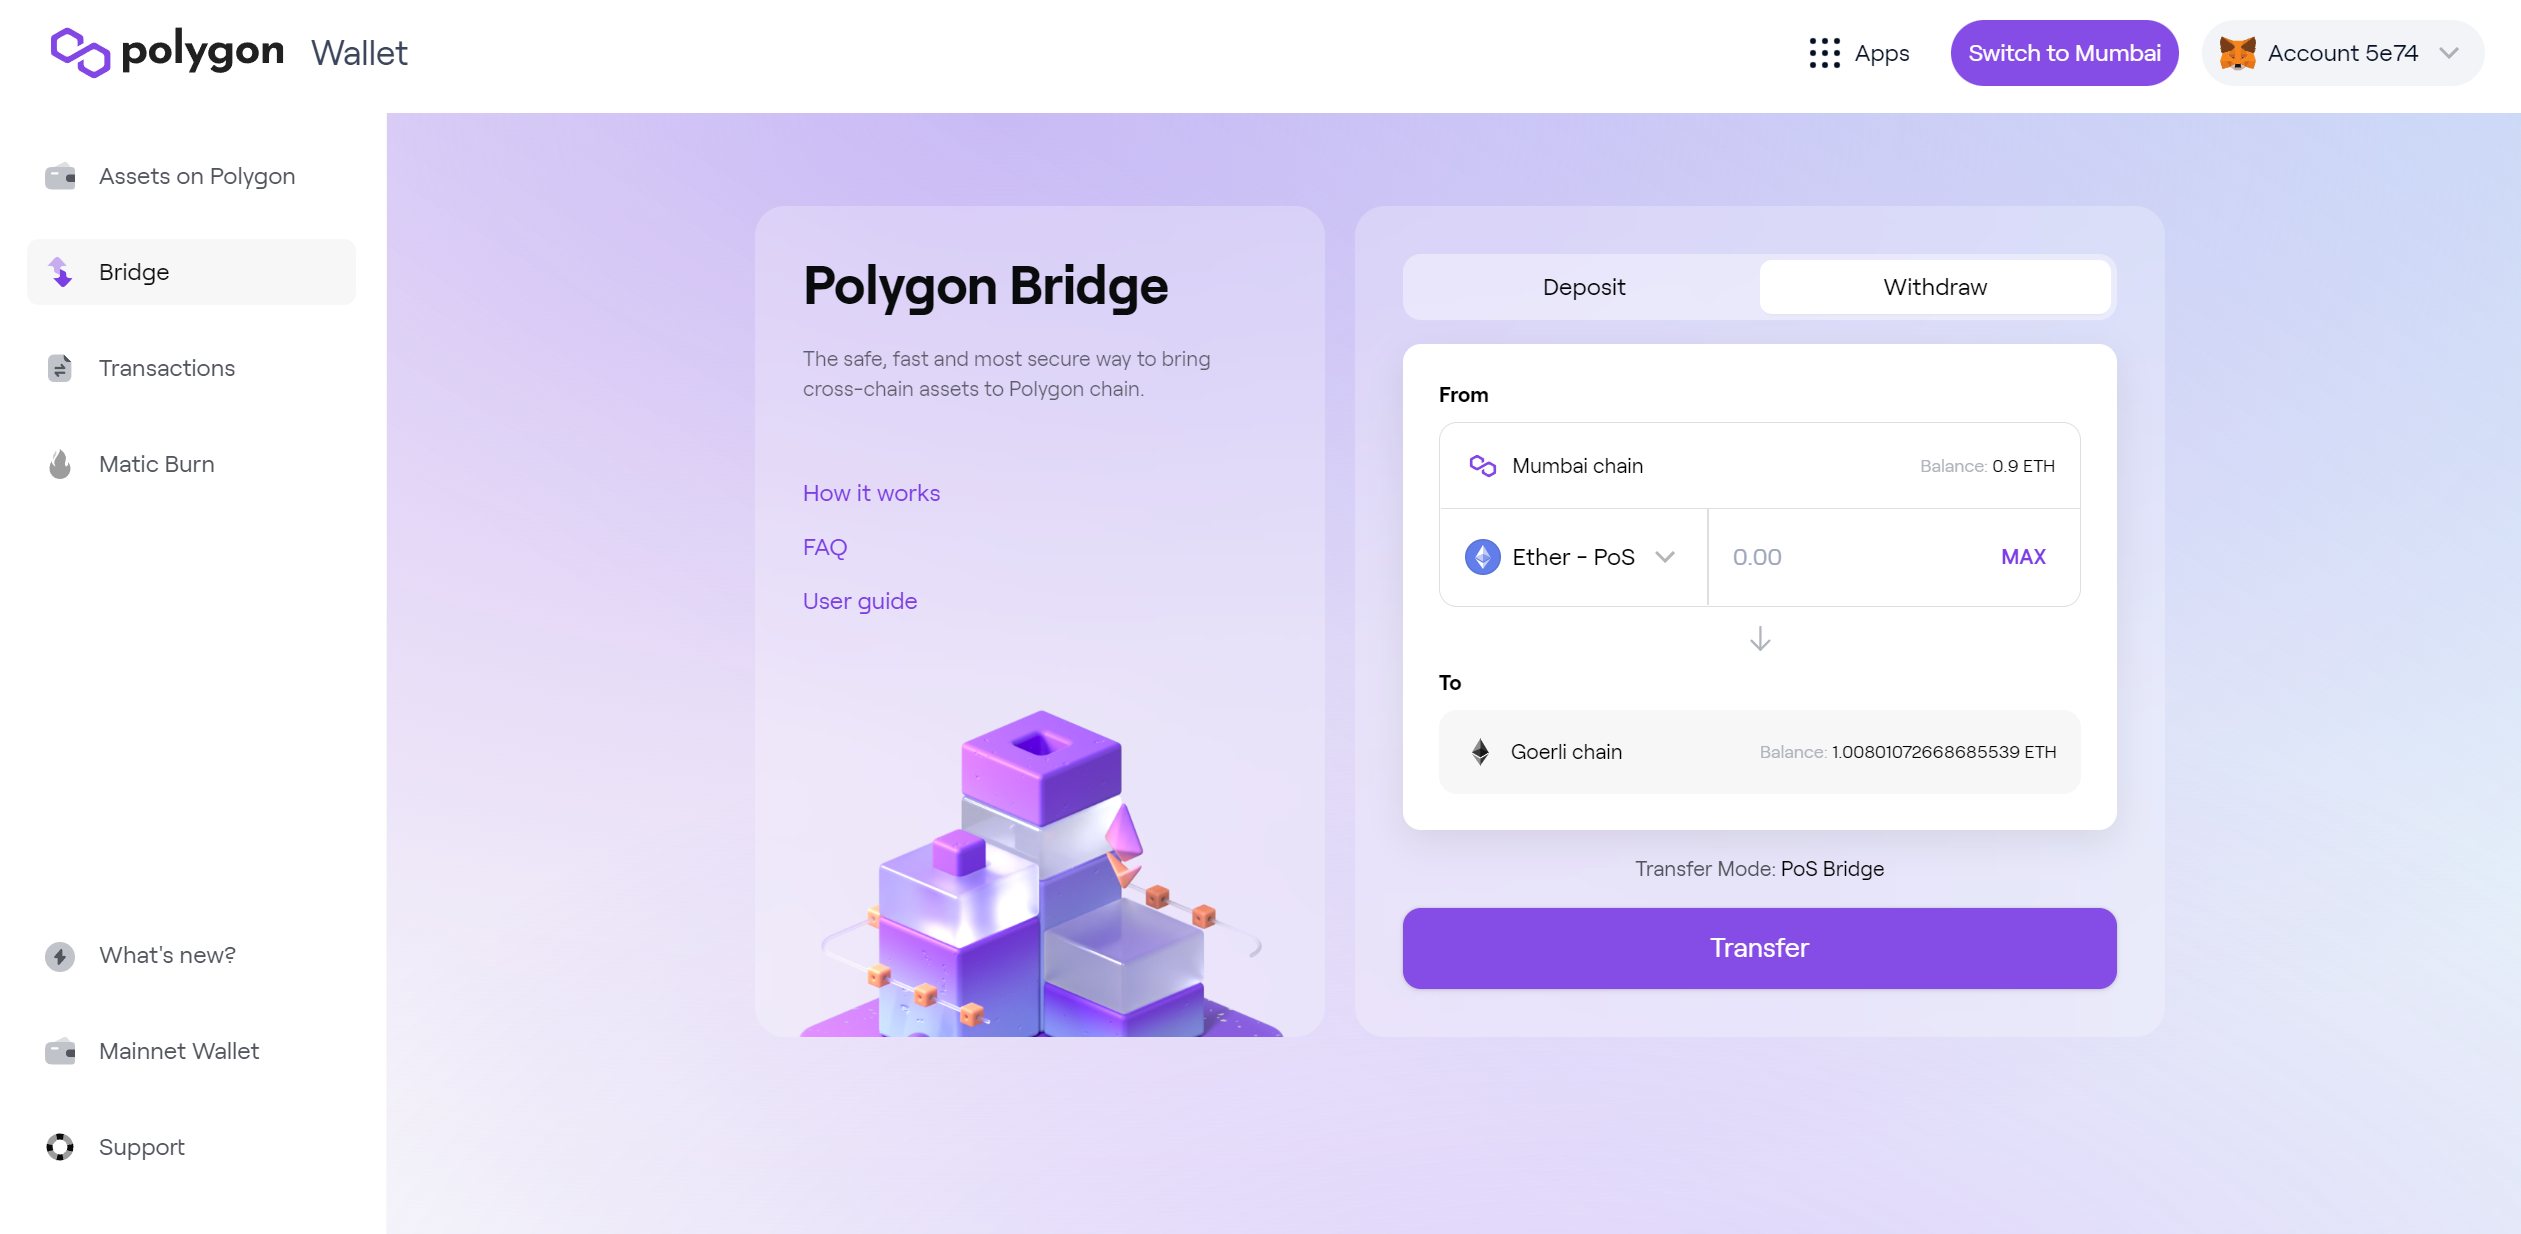 polygon Wallet
Apps
Switch to Mumbai
Account 5e74
Assets on Polygon
Bridge
Transactions
Matic Burn
What's new?
Mainnet Wallet
Support
Polygon Bridge
The safe, fast and most secure way to bring
cross-chain assets to Polygon chain.
How it works
FAQ
User guide
Deposit
Withdraw
From
Mumbai chain
Balance: 0.9 ETH
Ether - PoS
0.00
MAX
To
Goerli chain
Balance: 1.00801072668685539 ETH
Transfer Mode: PoS Bridge
Transfer